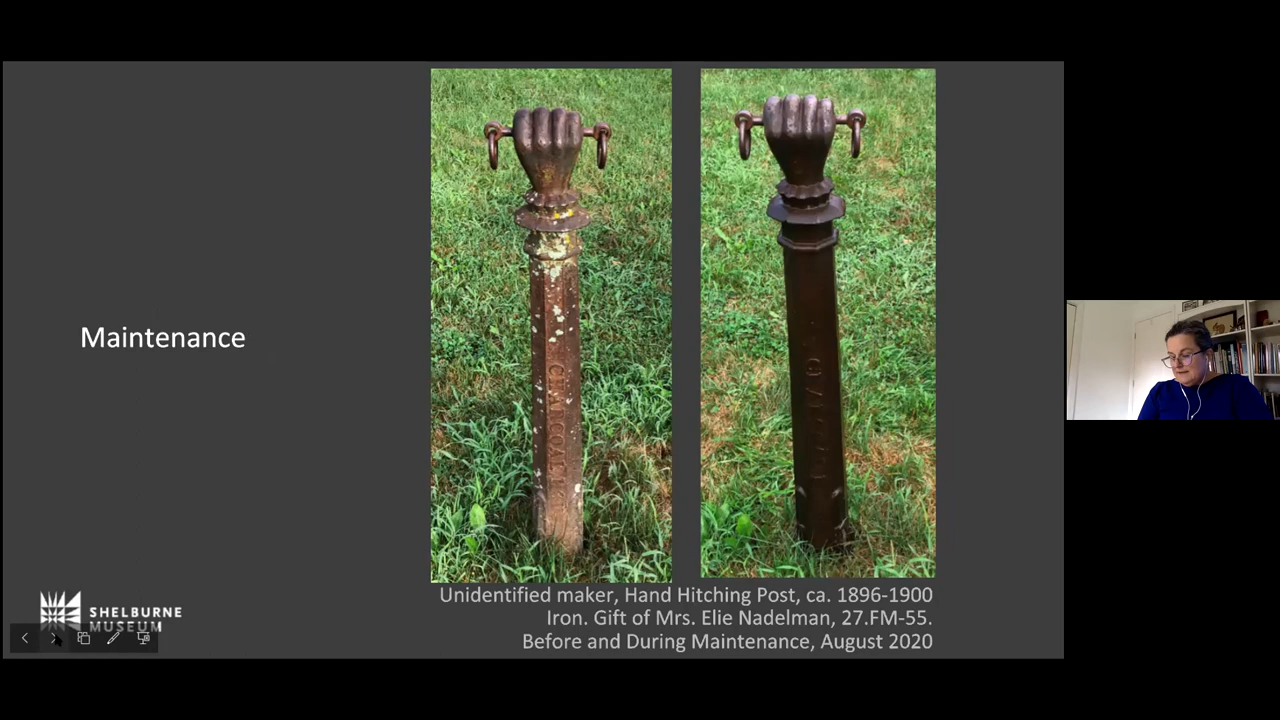 Maintenance
CHARCOAL
Unidentified maker, Hand Hitching Post, ca. 1896-1900
Iron. Gift of Mrs. Elie Nadelman, 27.FM-55.
Before and During Maintenance, August 2020
SHELBURNE
MUSEUM